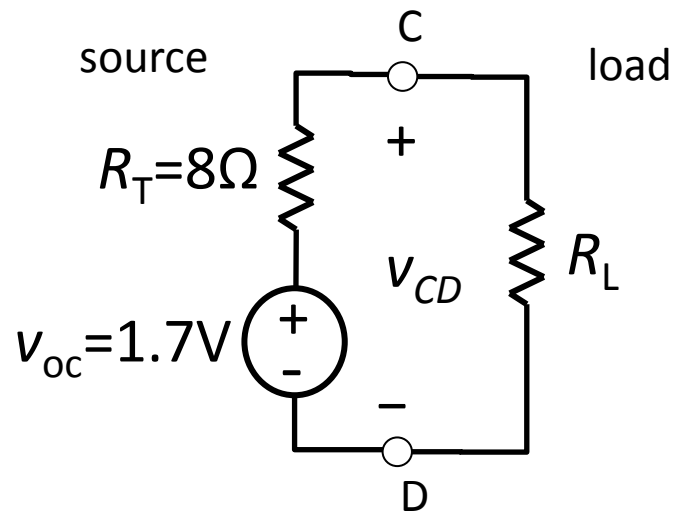 C
source
load
+
R_T=8Ω
v_CD
R_L
+
v_oc=1.7V
-
−
D